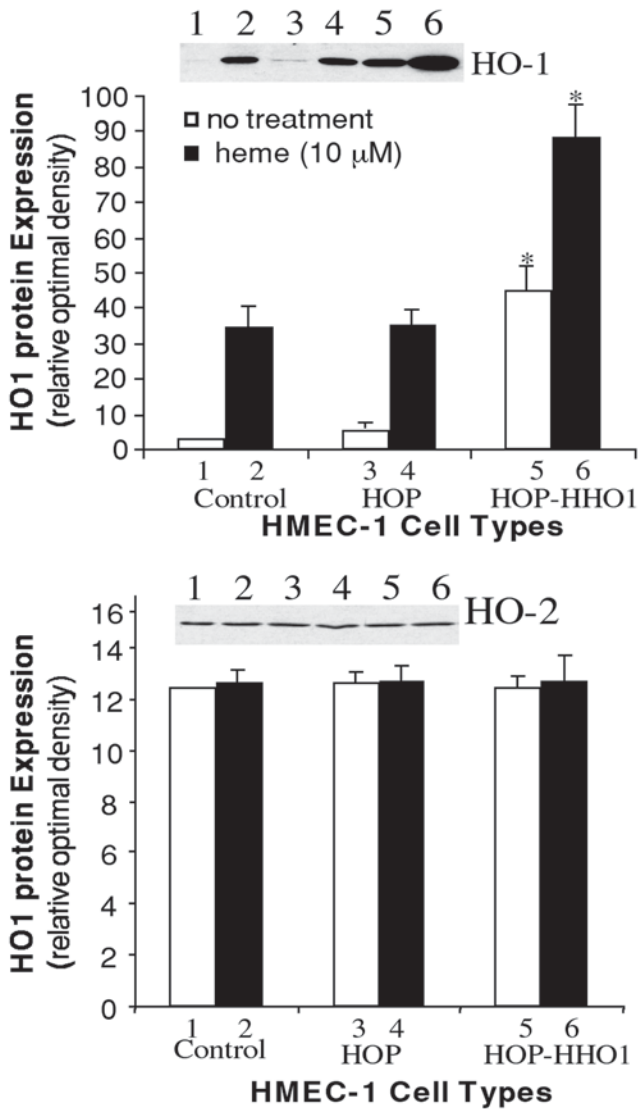 1 2 3 4 5 6
HO-1
HO1 protein Expression
(relative optimal density)
100
90
80
70
60
50
40
30
20
10
0
no treatment
heme (10 µM)
*
*
1 2 3 4 5 6
Control HOP HOP-HHO1
HMEC-1 Cell Types
1 2 3 4 5 6
HO-2
HO1 protein Expression
(relative optimal density)
16
14
12
10
8
6
4
2
0
1 2 3 4 5 6
Control HOP HOP-HHO1
HMEC-1 Cell Types